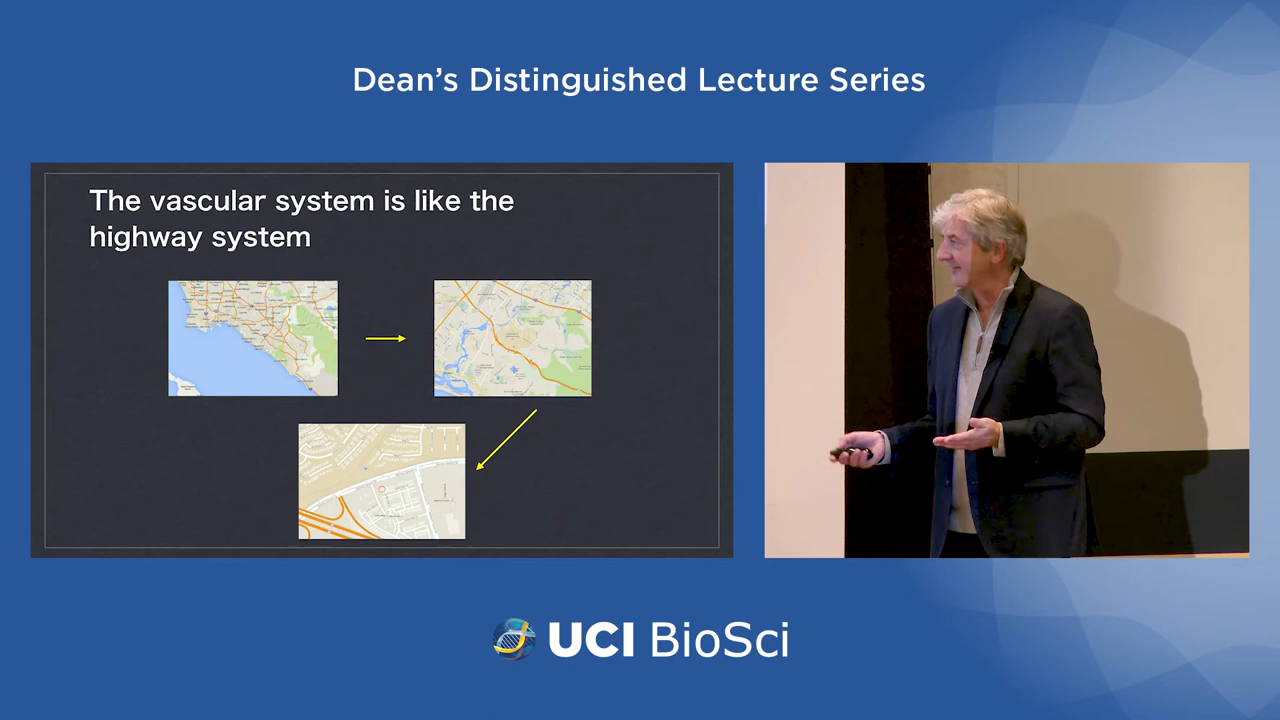 Dean’s Distinguished Lecture Series
The vascular system is like the
highway system
UCI BioSci